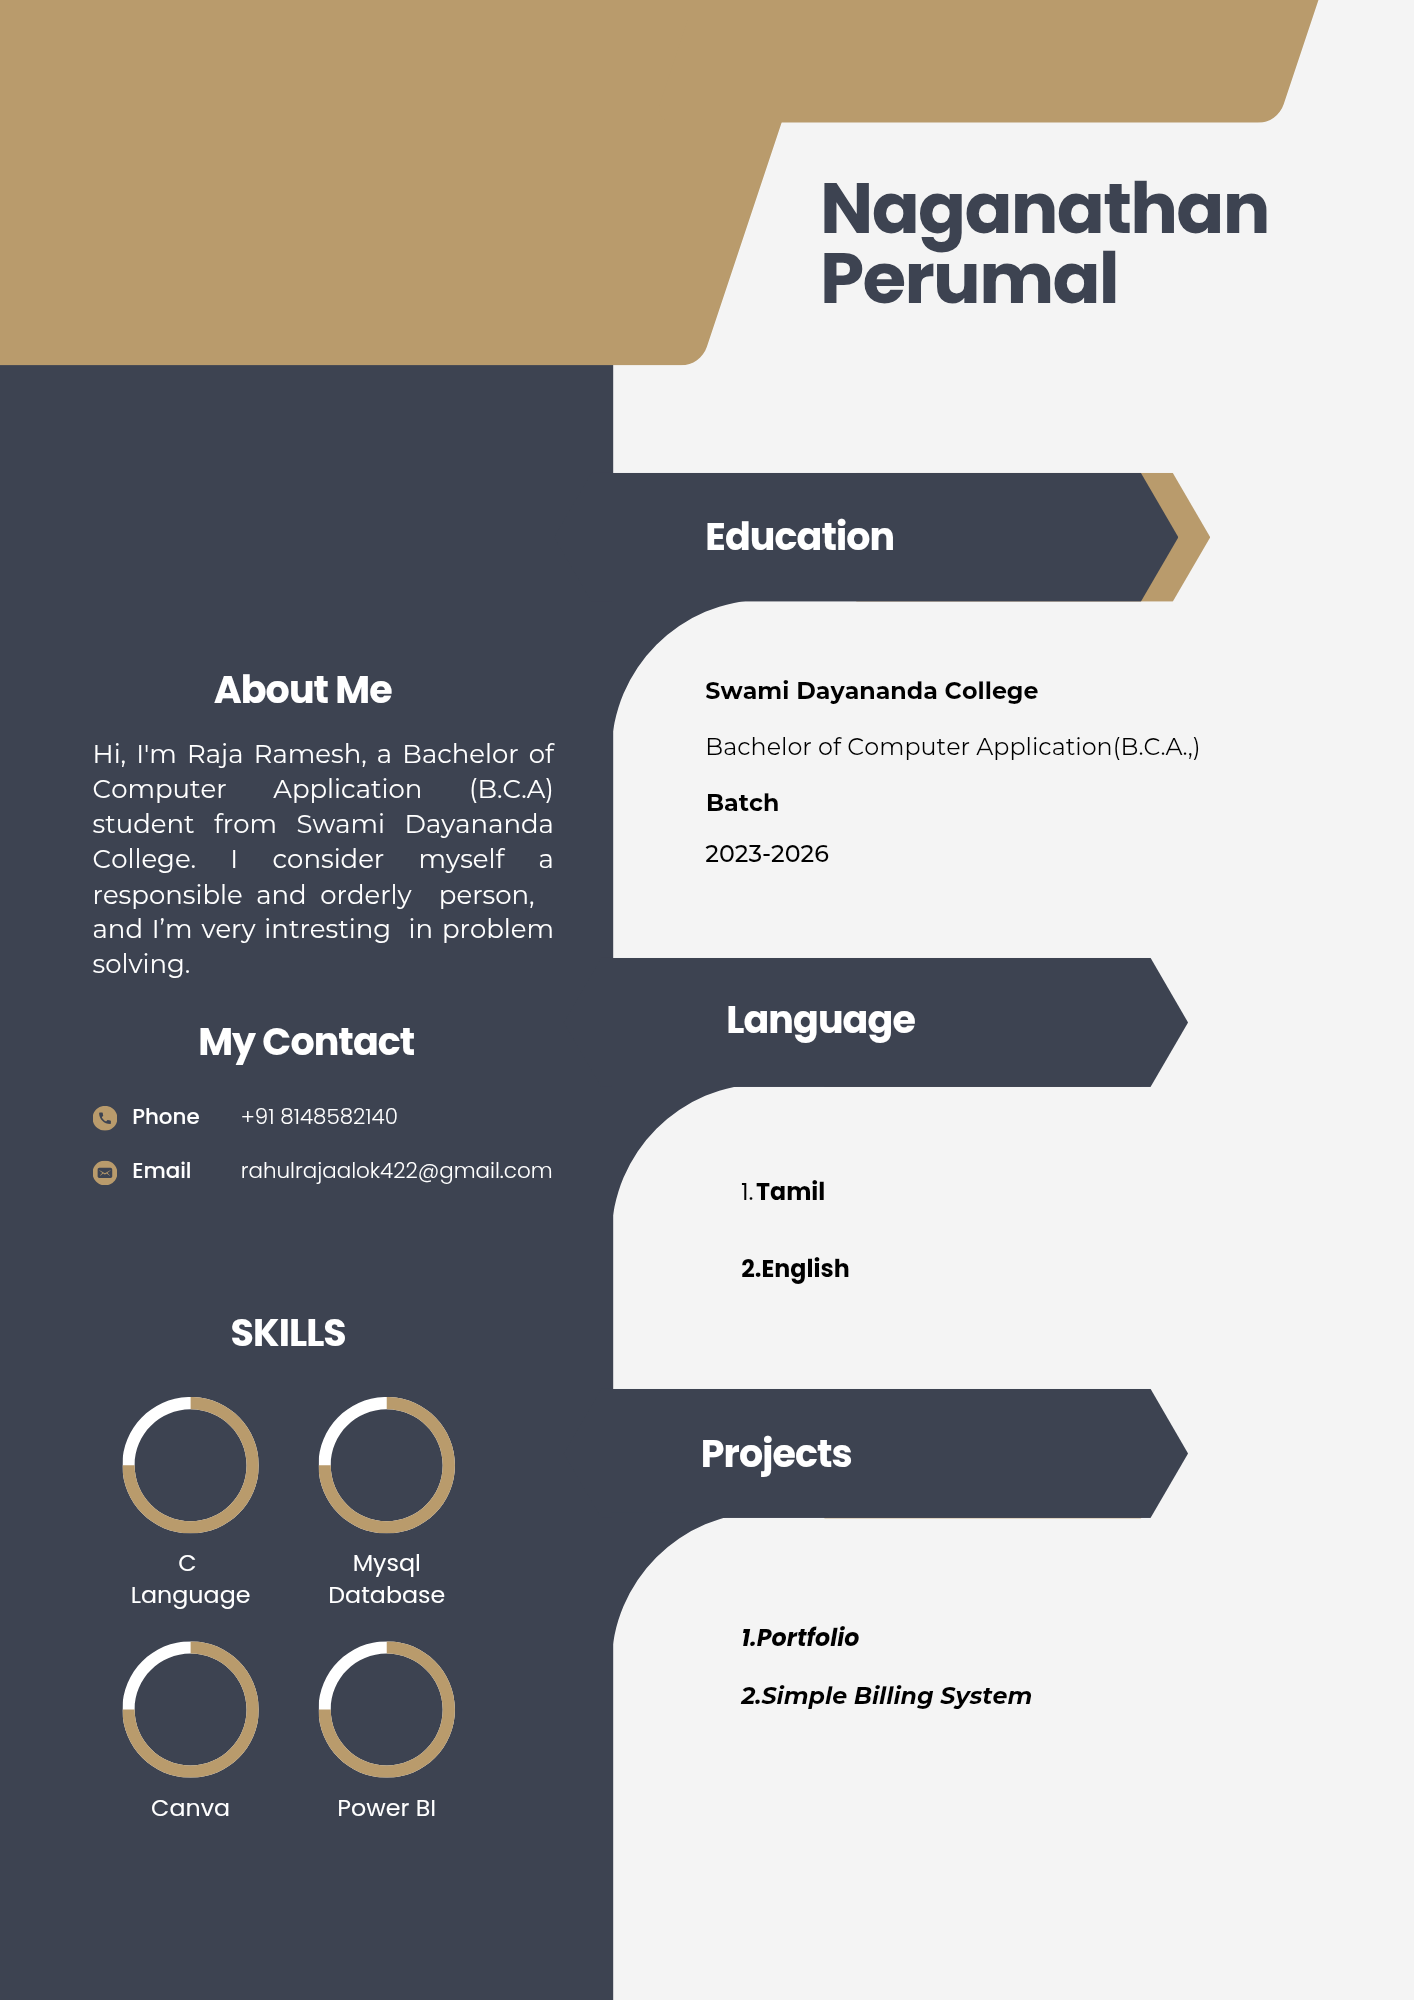 Naganathan
Perumal
About Me
Hi, I'm Raja Ramesh, a Bachelor of
Computer Application (B.C.A)
student from Swami Dayananda
College. I consider myself a
responsible and orderly person,
and I’m very intresting in problem
solving.
My Contact
Phone +91 8148582140
Email rahulrajaalok422@gmail.com
SKILLS
C
Language
Mysql
Database
Canva
Power BI
Education
Swami Dayananda College
Bachelor of Computer Application(B.C.A.,)
Batch
2023-2026
Language
1.Tamil
2.English
Projects
1.Portfolio
2.Simple Billing System